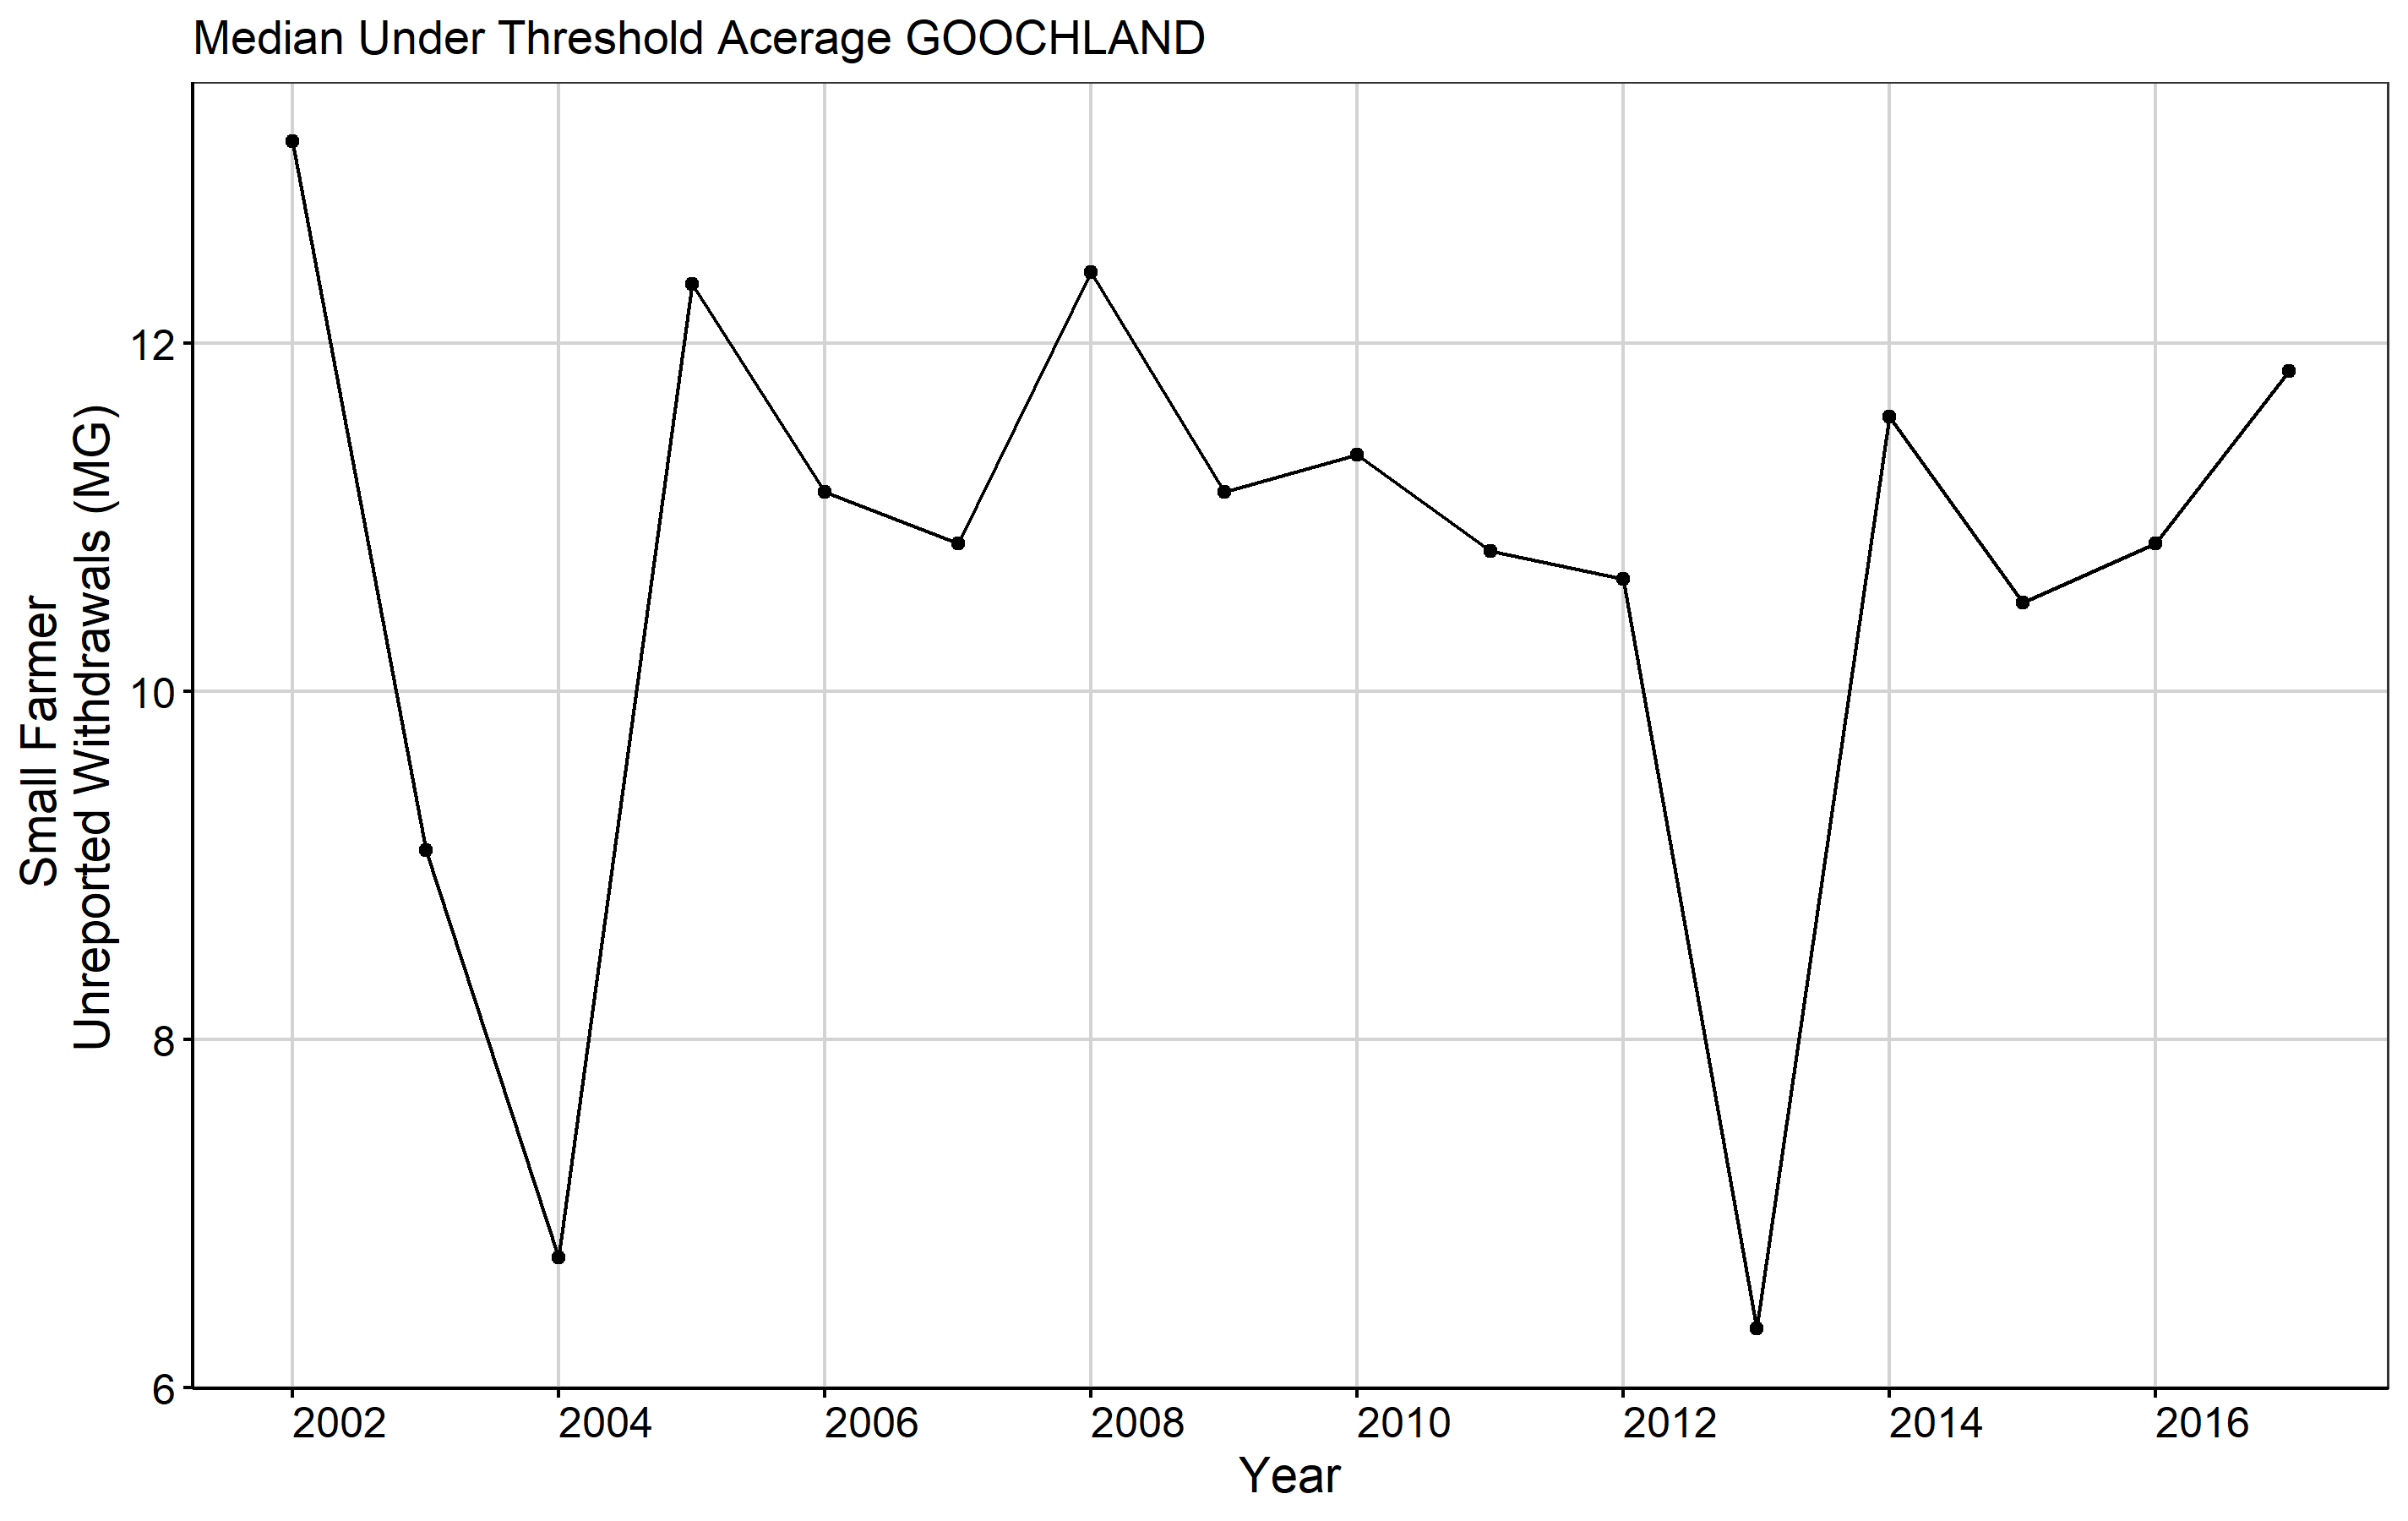 Median Under Threshold Acerage GOOCHLAND
Small Farmer
Unreported Withdrawals (MG)
12
10
8
6
2002 2004 2006 2008 2010 2012 2014 2016
Year